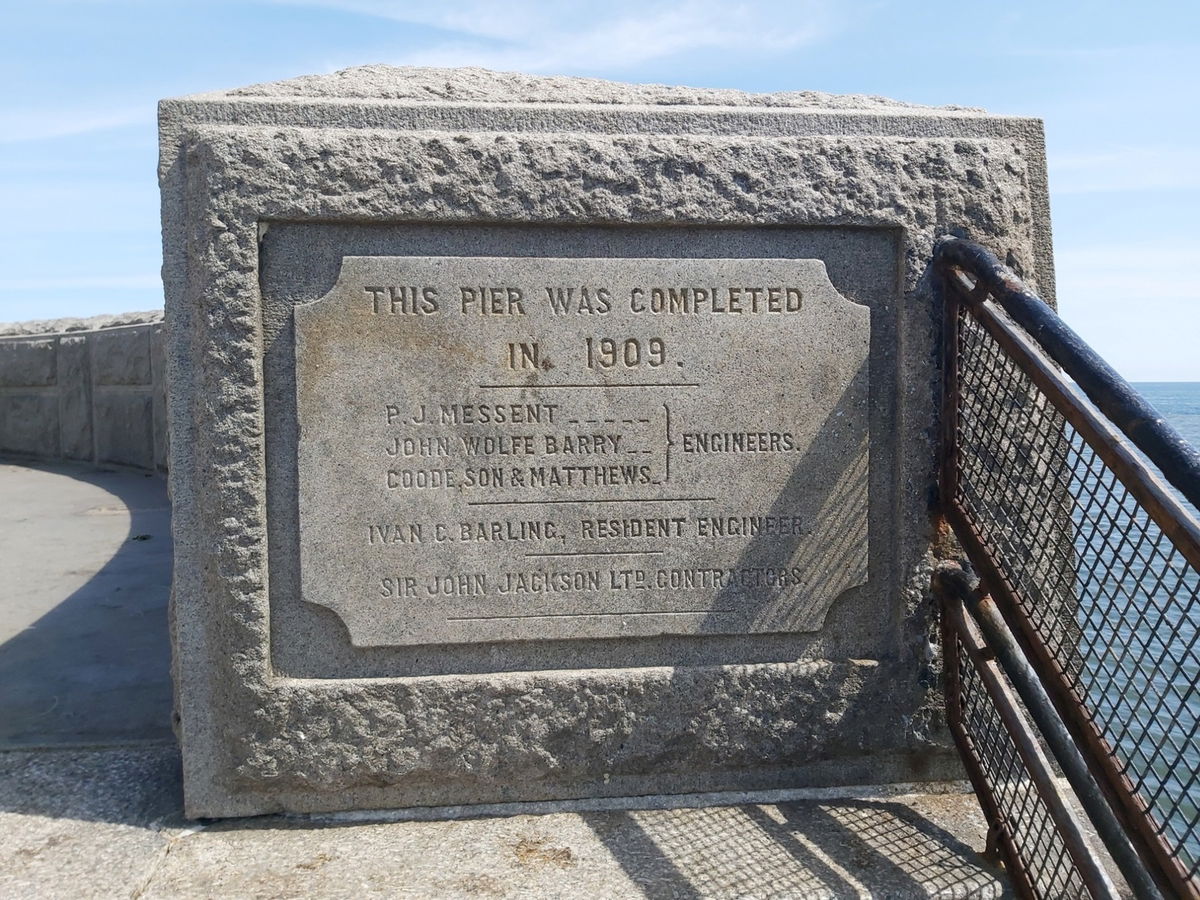 THIS PIER WAS COMPLETED
IN 1909.
P.J. MESSENT _ _ _ _ _
JOHN WOLFE BARRY _ _ } ENGINEERS.
COODE, SON & MATTHEWS _
IVAN C. BARLING, RESIDENT ENGINEER.
SIR JOHN JACKSON LTD. CONTRACTORS.